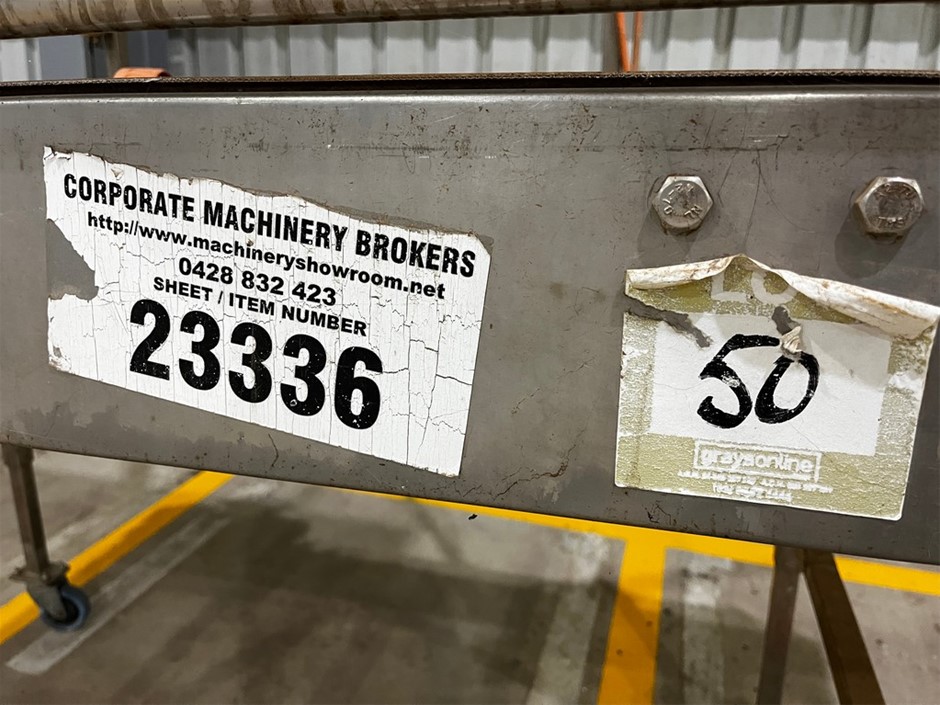 CORPORATE MACHINERY BROKERS
http://www.machineryshowroom.net
0428 832 423
SHEET / ITEM NUMBER
23336
50
graysonline